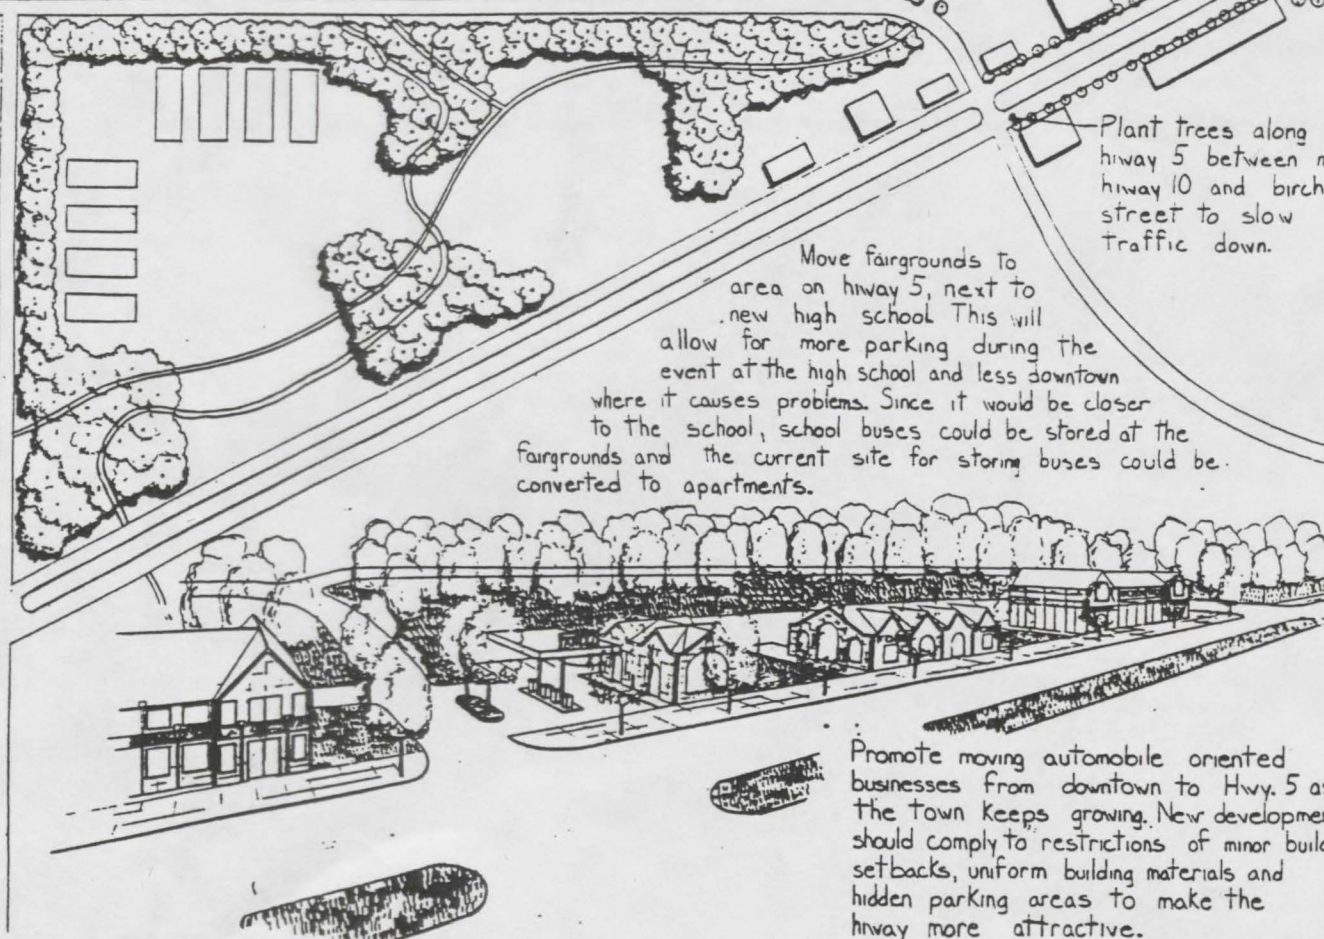 Plant trees along
hiway 5 between
hiway 10 and birch
street to slow
traffic down.
Move fairgrounds to
area on hiway 5, next to
new high school. This will
allow for more parking during the
event at the high school and less downtown
where it causes problems. Since it would be closer
to the school, school buses could be stored at the
fairgrounds and the current site for storing buses could be
converted to apartments.
Promote moving automobile oriented
businesses from downtown to Hwy. 5 as
the town keeps growing. New
should comply to restrictions of minor
setbacks, uniform building materials and
hidden parking areas to make the
hiway more attractive.